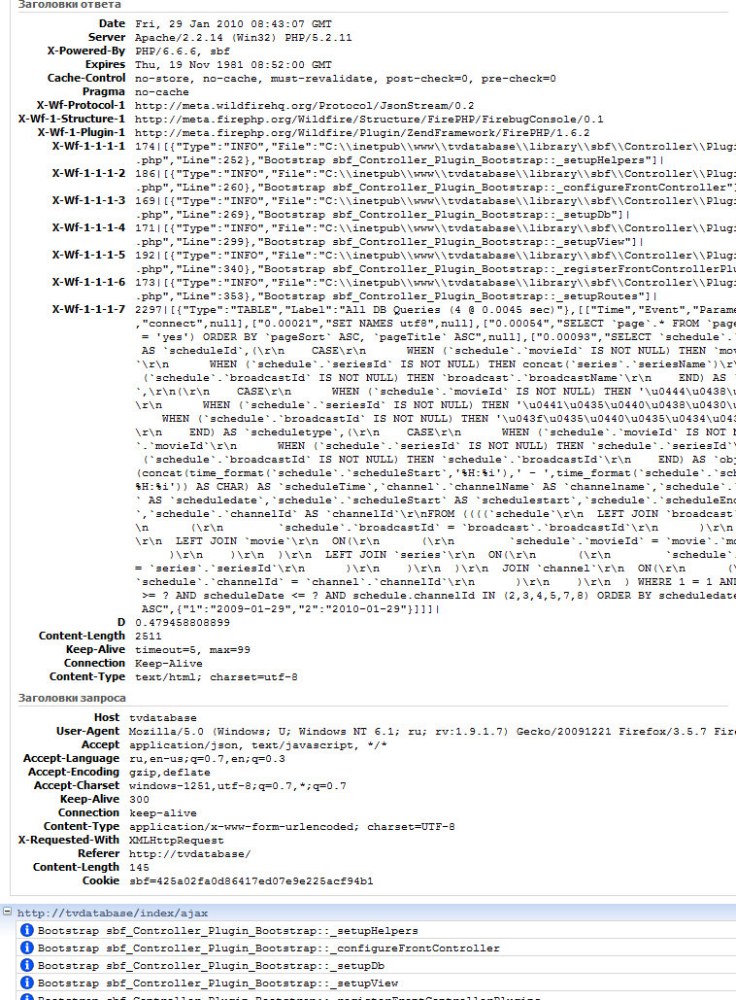 Заголовки ответа
Date Fri, 29 Jan 2010 08:43:07 GMT
Server Apache/2.2.14 (Win32) PHP/5.2.11
X-Powered-By PHP/6.6.6, sbf
Expires Thu, 19 Nov 1981 08:52:00 GMT
Cache-Control no-store, no-cache, must-revalidate, post-check=0, pre-check=0
Pragma no-cache
X-Wf-Protocol-1 http://meta.wildfirehq.org/Protocol/JsonStream/0.2
X-Wf-1-Structure-1 http://meta.firephp.org/Wildfire/Structure/FirePHP/FirebugConsole/0.1
X-Wf-1-Plugin-1 http://meta.firephp.org/Wildfire/Plugin/ZendFramework/FirePHP/1.6.2
X-Wf-1-1-1-1 174|[{"Type":"INFO","File":"C:\\inetpub\\www\\tvdatabase\\library\\sbf\\Controller\\Plugi
.php","Line":252},"Bootstrap sbf_Controller_Plugin_Bootstrap::_setupHelpers"]|
X-Wf-1-1-1-2 186|[{"Type":"INFO","File":"C:\\inetpub\\www\\tvdatabase\\library\\sbf\\Controller\\Plugi
.php","Line":260},"Bootstrap sbf_Controller_Plugin_Bootstrap::_configureFrontController"]
X-Wf-1-1-1-3 169|[{"Type":"INFO","File":"C:\\inetpub\\www\\tvdatabase\\library\\sbf\\Controller\\Plugi
.php","Line":269},"Bootstrap sbf_Controller_Plugin_Bootstrap::_setupDb"]|
X-Wf-1-1-1-4 171|[{"Type":"INFO","File":"C:\\inetpub\\www\\tvdatabase\\library\\sbf\\Controller\\Plugi
.php","Line":299},"Bootstrap sbf_Controller_Plugin_Bootstrap::_setupView"]|
X-Wf-1-1-1-5 192|[{"Type":"INFO","File":"C:\\inetpub\\www\\tvdatabase\\library\\sbf\\Controller\\Plugi
.php","Line":340},"Bootstrap sbf_Controller_Plugin_Bootstrap::_registerFrontControllerPlu
X-Wf-1-1-1-6 173|[{"Type":"INFO","File":"C:\\inetpub\\www\\tvdatabase\\library\\sbf\\Controller\\Plugi
.php","Line":353},"Bootstrap sbf_Controller_Plugin_Bootstrap::_setupRoutes"]|
X-Wf-1-1-1-7 2297|[{"Type":"TABLE","Label":"All DB Queries (4 @ 0.0045 sec)"},[["Time","Event","Parame
,"connect",null],["0.00021","SET NAMES utf8",null],["0.00054","SELECT `page`.* FROM `page
= 'yes') ORDER BY `pageSort` ASC, `pageTitle` ASC",null],["0.00093","SELECT `schedule`.`
AS `scheduleId`,(\r\n    CASE\r\n      WHEN (`schedule`.`movieId` IS NOT NULL) THEN `mov
`\r\n      WHEN (`schedule`.`seriesId` IS NOT NULL) THEN concat(`series`.`seriesName`)\r\
(`schedule`.`broadcastId` IS NOT NULL) THEN `broadcast`.`broadcastName`\r\n    END) AS `
`,\r\n(\r\n    CASE\r\n      WHEN (`schedule`.`movieId` IS NOT NULL) THEN '\u0444\u0438\
\r\n      WHEN (`schedule`.`seriesId` IS NOT NULL) THEN '\u0441\u0435\u0440\u0438\u0430\
WHEN (`schedule`.`broadcastId` IS NOT NULL) THEN '\u043f\u0435\u0440\u0435\u0434\u043
\r\n    END) AS `scheduletype`,(\r\n    CASE\r\n      WHEN (`schedule`.`movieId` IS NOT N
`.`movieId`\r\n      WHEN (`schedule`.`seriesId` IS NOT NULL) THEN `schedule`.`seriesId`\
(`schedule`.`broadcastId` IS NOT NULL) THEN `schedule`.`broadcastId`\r\n    END) AS `obj
(concat(time_format(`schedule`.`scheduleStart`,'%H:%i'),' - ',time_format(`schedule`.`sch
%H:%i')) AS CHAR) AS `scheduleTime`,`channel`.`channelName` AS `channelname`,`schedule`.`
` AS `scheduledate`,`schedule`.`scheduleStart` AS `schedulestart`,`schedule`.`scheduleEnd
`,`schedule`.`channelId` AS `channelId`\r\nFROM ((((`schedule`\r\n  LEFT JOIN `broadcast`
\n      (\r\n        `schedule`.`broadcastId` = `broadcast`.`broadcastId`\r\n      )\r\n
\r\n  LEFT JOIN `movie`\r\n  ON(\r\n      (\r\n        `schedule`.`movieId` = `movie`.`mo
)\r\n    )\r\n  )\r\n  LEFT JOIN `series`\r\n  ON(\r\n      (\r\n        `schedule`.`
= `series`.`seriesId`\r\n      )\r\n    )\r\n  )\r\n  JOIN `channel`\r\n  ON(\r\n      (\
`schedule`.`channelId` = `channel`.`channelId`\r\n      )\r\n    )\r\n  ) WHERE 1 = 1 AND
>= ? AND scheduleDate <= ? AND schedule.channelId IN (2,3,4,5,7,8) ORDER BY scheduledate
ASC",{"1":"2009-01-29","2":"2010-01-29"}]]]|
D 0.479458808899
Content-Length 2511
Keep-Alive timeout=5, max=99
Connection Keep-Alive
Content-Type text/html; charset=utf-8
Заголовки запроса
Host tvdatabase
User-Agent Mozilla/5.0 (Windows; U; Windows NT 6.1; ru; rv:1.9.1.7) Gecko/20091221 Firefox/3.5.7 Fire
Accept application/json, text/javascript, */*
Accept-Language ru,en-us;q=0.7,en;q=0.3
Accept-Encoding gzip,deflate
Accept-Charset windows-1251,utf-8;q=0.7,*;q=0.7
Keep-Alive 300
Connection keep-alive
Content-Type application/x-www-form-urlencoded; charset=UTF-8
X-Requested-With XMLHttpRequest
Referer http://tvdatabase/
Content-Length 145
Cookie sbf=425a02fa0d86417ed07e9e225acf94b1
http://tvdatabase/index/ajax
Bootstrap sbf_Controller_Plugin_Bootstrap::_setupHelpers
Bootstrap sbf_Controller_Plugin_Bootstrap::_configureFrontController
Bootstrap sbf_Controller_Plugin_Bootstrap::_setupDb
Bootstrap sbf_Controller_Plugin_Bootstrap::_setupView
Bootstrap sbf_Controller_Plugin_Bootstrap::_registerFrontControllerPlugins